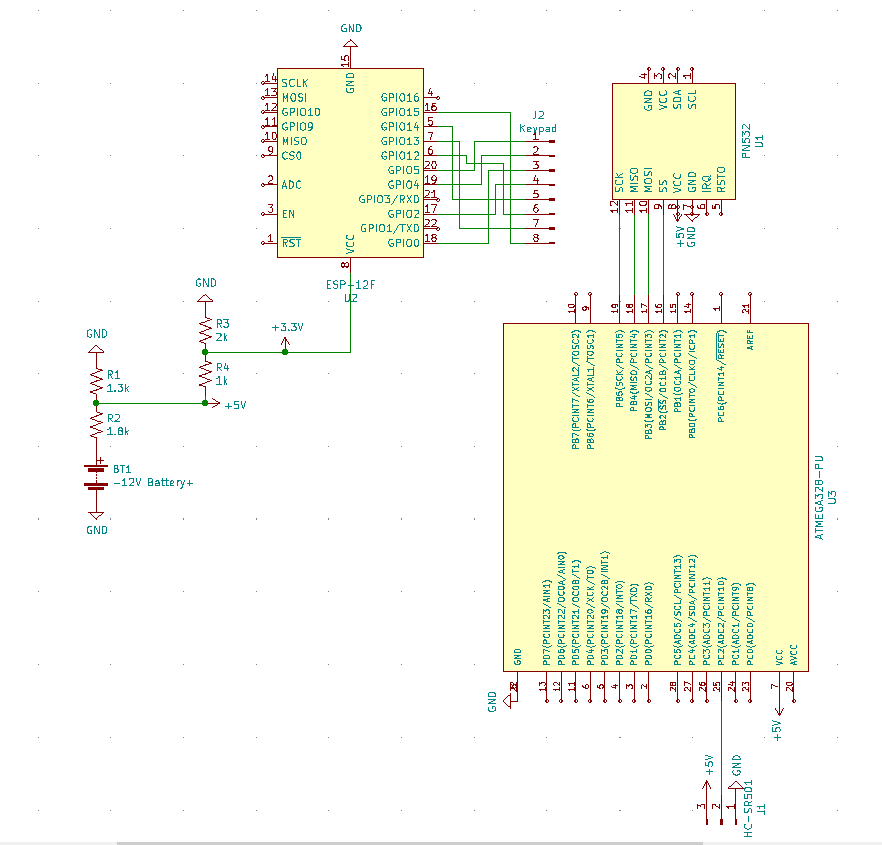 GND
15
GND
14 SCLK
13 MOSI
12 GPIO10
11 GPIO9
10 MISO
9 CS0
2 ADC
3 EN
1 RST
GPIO16 4
GPIO15 16
GPIO14 5
GPIO13 7
GPIO12 6
GPIO5 20
GPIO4 19
GPIO3/RXD 21
GPIO2 17
GPIO1/TXD 22
GPIO0 18
VCC
8
ESP-12F
U2
J2
Keypad
1
2
3
4
5
6
7
8
4 GND
3 VCC
2 SDA
1 SCL
PN532
U1
SCK 12
MISO 11
MOSI 10
SS 9
VCC 8
GND 7
IRQ 6
RSTO 5
+5V
GND
GND
R3
2k
+3.3V
R4
1k
+5V
GND
R1
1.3k
R2
1.8k
BT1
-12V Battery+
GND
10 PB7(PCINT7/XTAL2/TOSC2)
9 PB6(PCINT6/XTAL1/TOSC1)
19 PB5(SCK/PCINT5)
18 PB4(MISO/PCINT4)
17 PB3(MOSI/OC2A/PCINT3)
16 PB2(SS/OC1B/PCINT2)
15 PB1(OC1A/PCINT1)
14 PB0(PCINT0/CLKO/ICP1)
1 PC6(PCINT14/RESET)
21 AREF
ATMEGA328-PU
U3
GND
PD7(PCINT23/AIN1) 13
PD6(PCINT22/OC0A/AIN0) 12
PD5(PCINT21/OC0B/T1) 11
PD4(PCINT20/XCK/T0) 6
PD3(PCINT19/OC2B/INT1) 5
PD2(PCINT18/INT0) 4
PD1(PCINT17/TXD) 3
PD0(PCINT16/RXD) 2
PC5(ADC5/SCL/PCINT13) 28
PC4(ADC4/SDA/PCINT12) 27
PC3(ADC3/PCINT11) 26
PC2(ADC2/PCINT10) 25
PC1(ADC1/PCINT9) 24
PC0(ADC0/PCINT8) 23
VCC 7
AVCC 20
GND
+5V
+5V
GND
3
2
1
HC-SR501
J1